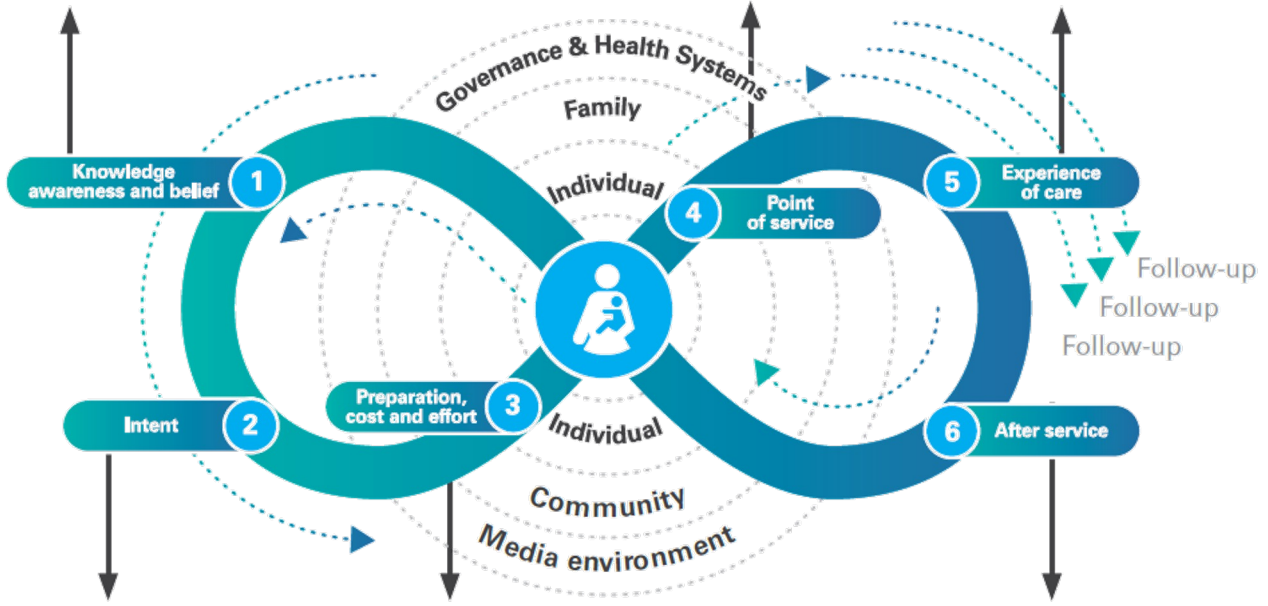 Governance & Health Systems
Family
Individual
Knowledge
awareness and belief
1
Intent
2
Preparation,
cost and effort
3
4
Point
of service
5
Experience
of care
6
After service
Follow-up
Follow-up
Follow-up
Individual
Community
Media environment